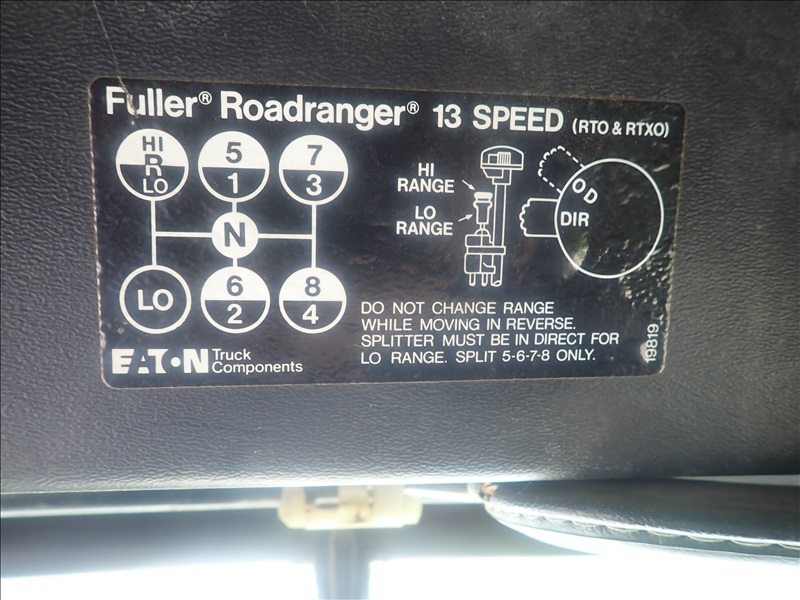 Fuller® Roadranger® 13 SPEED (RTO & RTXO)
HI
R
LO
5
1
7
3
N
LO
6
2
8
4
HI
RANGE
LO
RANGE
OD
DIR
DO NOT CHANGE RANGE
WHILE MOVING IN REVERSE.
SPLITTER MUST BE IN DIRECT FOR
LO RANGE. SPLIT 5-6-7-8 ONLY.
EATON Truck
Components
19819